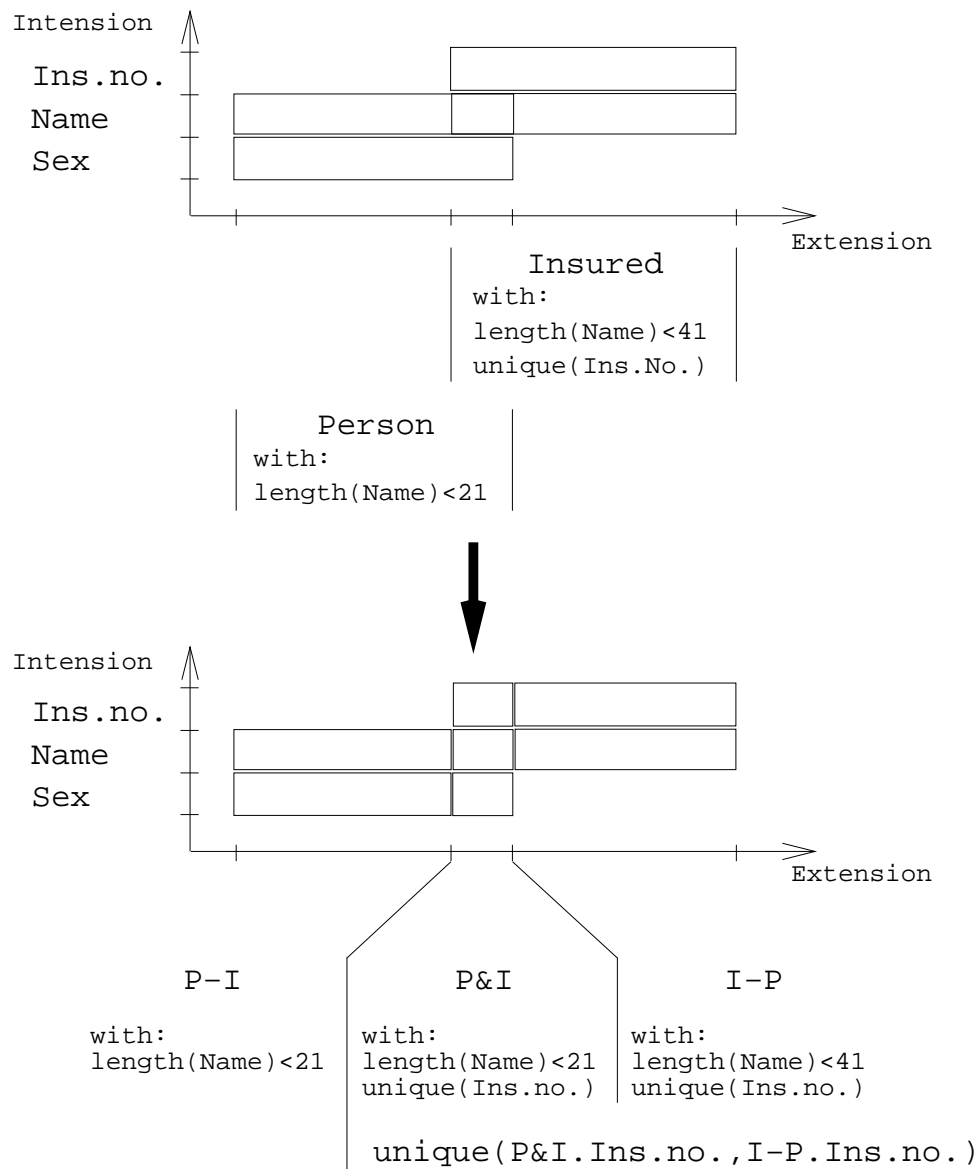 Intension
Ins.no.
Name
Sex
Extension
Insured
with:
length(Name)<41
unique(Ins.No.)
Person
with:
length(Name)<21
Intension
Ins.no.
Name
Sex
Extension
P-I
with:
length(Name)<21
P&I
with:
length(Name)<21
unique(Ins.no.)
I-P
with:
length(Name)<41
unique(Ins.no.)
unique(P&I.Ins.no.,I-P.Ins.no.)